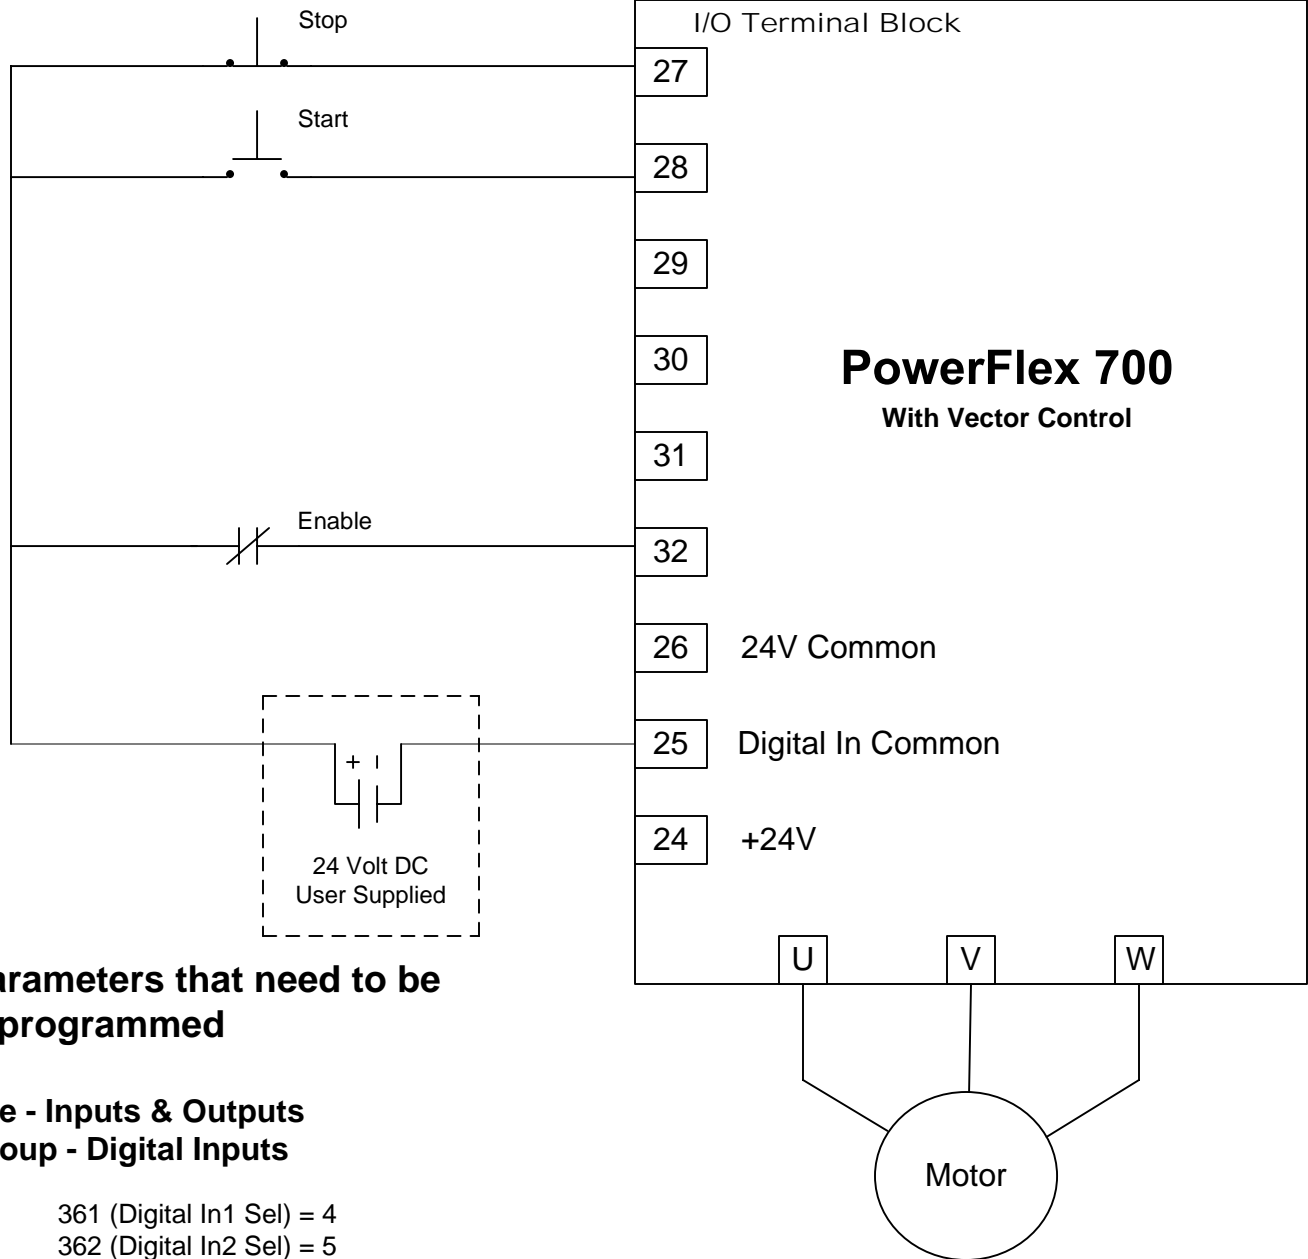 Stop
I/O Terminal Block
27
Start
28
29
30
PowerFlex 700
With Vector Control
31
Enable
32
26 24V Common
25 Digital In Common
+ -
24 +24V
24 Volt DC
User Supplied
U V W
arameters that need to be
programmed
e - Inputs & Outputs
oup - Digital Inputs
Motor
361 (Digital In1 Sel) = 4
362 (Digital In2 Sel) = 5